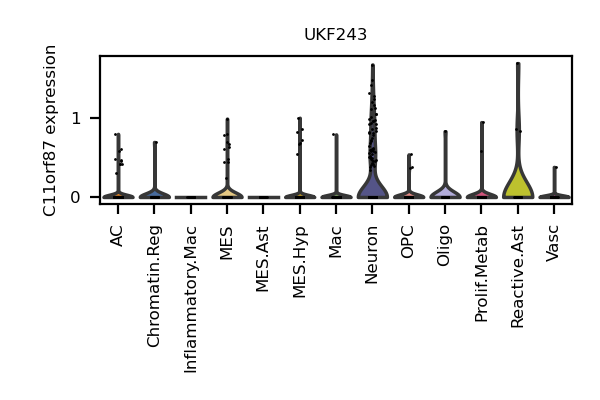 UKF243
C11orf87 expression
1
0
AC
Chromatin.Reg
Inflammatory.Mac
MES
MES.Ast
MES.Hyp
Mac
Neuron
OPC
Oligo
Prolif.Metab
Reactive.Ast
Vasc